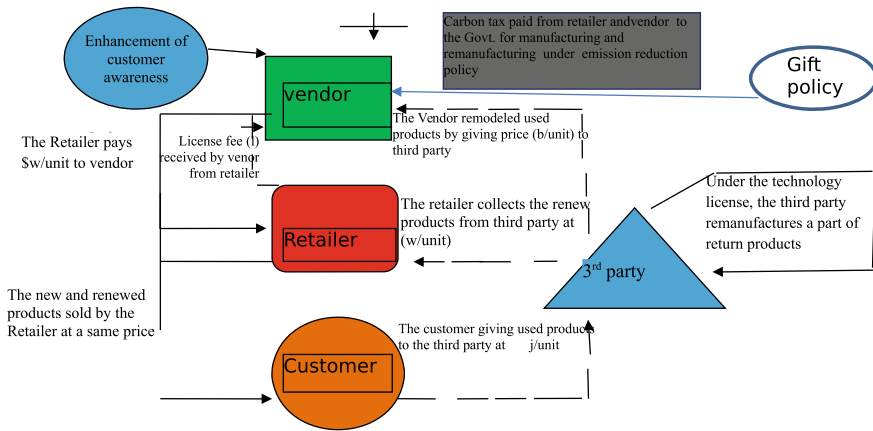 Enhancement of
customer
awareness
Carbon tax paid from retailer andvendor to
the Govt. for manufacturing and
remanufacturing under emission reduction
policy
Gift
policy
vendor
The Vendor remodeled used
products by giving price (b/unit) to
third party
The Retailer pays
$w/unit to vendor
License fee (l)
received by venor
from retailer
Under the technology
license, the third party
remanufactures a part of
return products
The retailer collects the renew
products from third party at
(w/unit)
Retailer
3rd party
The new and renewed
products sold by the
Retailer at a same price
The customer giving used products
to the third party at j/unit
Customer